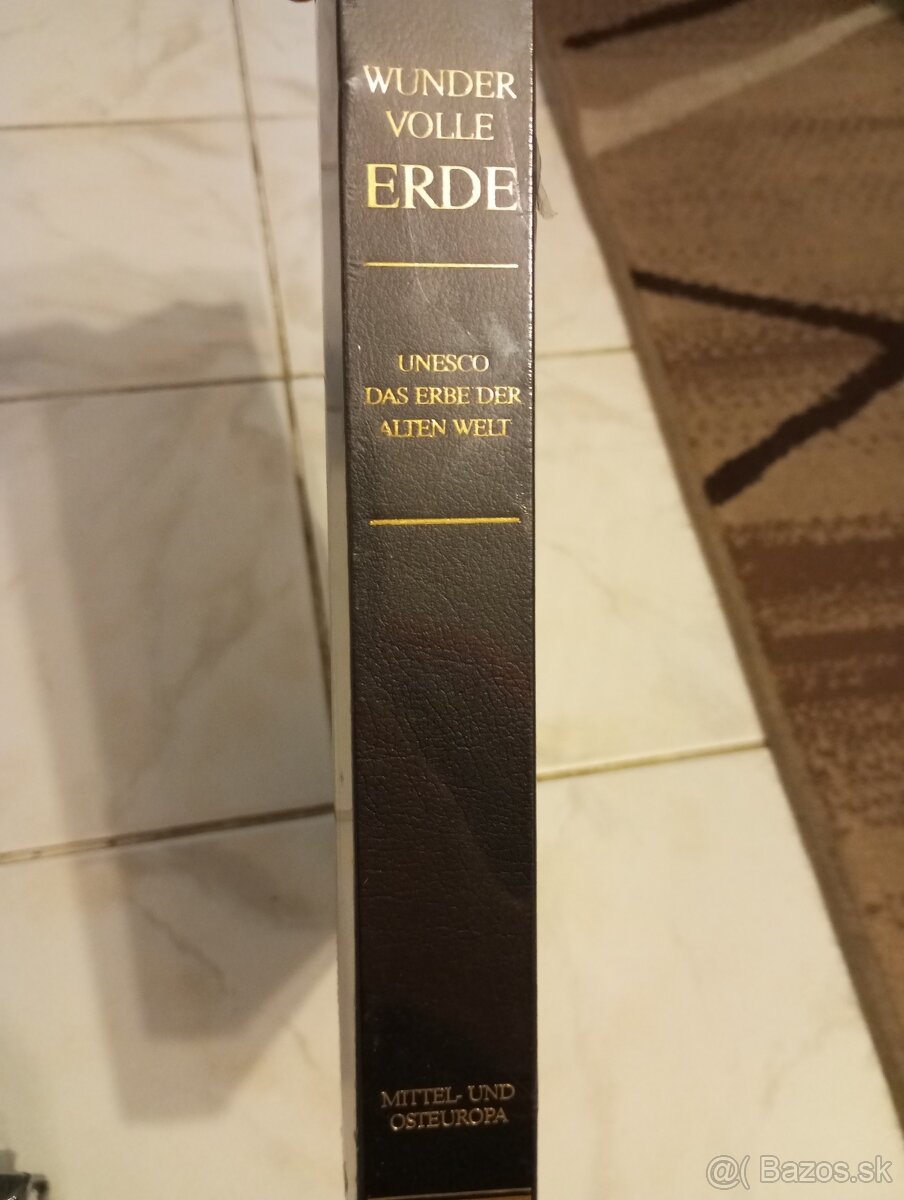 WUNDER
VOLLE
ERDE
UNESCO
DAS ERBE DER
ALTEN WELT
MITTEL- UND
OSTEUROPA
@( Bazos.sk